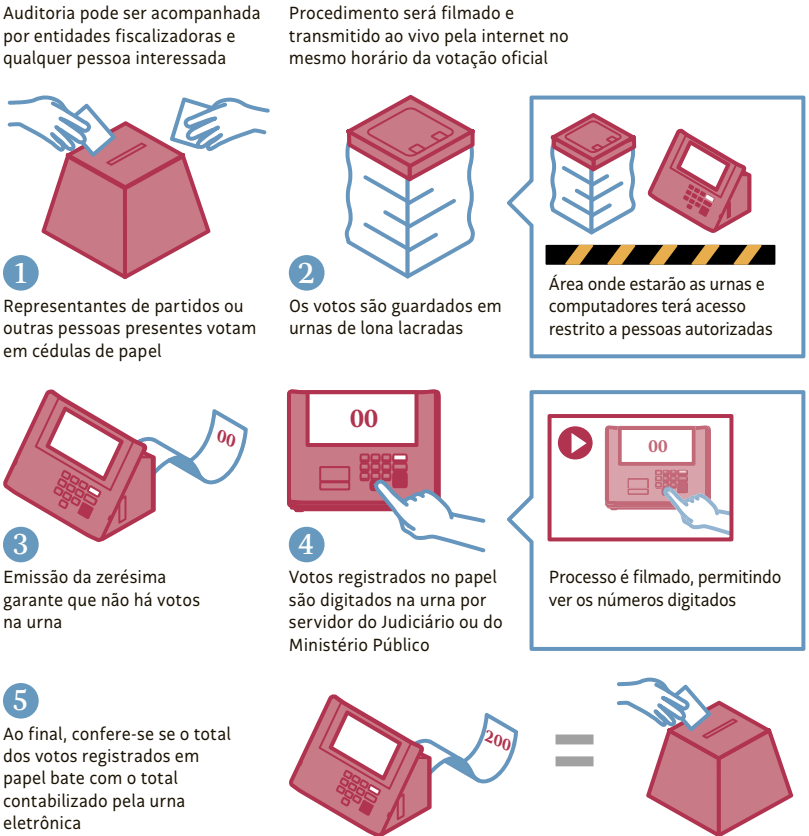 Auditoria pode ser acompanhada
por entidades fiscalizadoras e
qualquer pessoa interessada
Procedimento será filmado e
transmitido ao vivo pela internet no
mesmo horário da votação oficial
1
Representantes de partidos ou
outras pessoas presentes votam
em cédulas de papel
2
Os votos são guardados em
urnas de lona lacradas
Área onde estarão as urnas e
computadores terá acesso
restrito a pessoas autorizadas
00
3
Emissão da zerésima
garante que não há votos
na urna
00
4
Votos registrados no papel
são digitados na urna por
servidor do Judiciário ou do
Ministério Público
00
Processo é filmado, permitindo
ver os números digitados
5
Ao final, confere-se se o total
dos votos registrados em
papel bate com o total
contabilizado pela urna
eletrônica
200
=